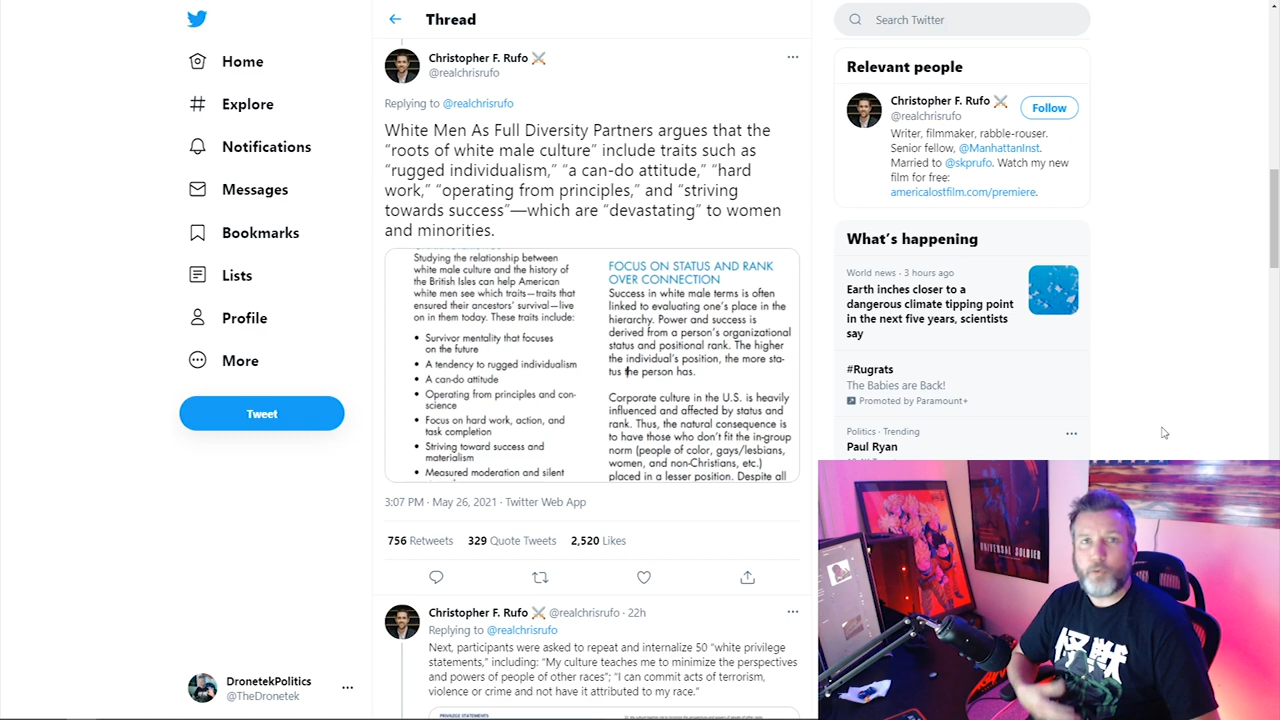 Home
Explore
Notifications
Messages
Bookmarks
Lists
Profile
More
Tweet
DronetekPolitics
@TheDronetek
Thread
Christopher F. Rufo
@realchrisrufo
Replying to @realchrisrufo
White Men As Full Diversity Partners argues that the
“roots of white male culture” include traits such as
“rugged individualism,” “a can-do attitude,” “hard
work,” “operating from principles,” and “striving
towards success”—which are “devastating” to women
and minorities.
Studying the relationship between
white male culture and the history of
the British Isles can help American
white men see which traits—traits that
ensured their ancestors' survival—live
on in them today. These traits include:
• Survivor mentality that focuses
on the future
• A tendency to rugged individualism
• A can-do attitude
• Operating from principles and con-
science
• Focus on hard work, action, and
task completion
• Striving toward success and
materialism
• Measured moderation and silent
FOCUS ON STATUS AND RANK
OVER CONNECTION
Success in white male terms is often
linked to evaluating one's place in the
hierarchy. Power and success is
derived from a person's organizational
status and positional rank. The higher
the individual's position, the more sta-
tus the person has.
Corporate culture in the U.S. is heavily
influenced and affected by status and
rank. Thus, the natural consequence is
to have those who don't fit the in-group
norm (people of color, gays/lesbians,
women, and non-Christians, etc.)
placed in a lesser position. Despite all
3:07 PM · May 26, 2021 · Twitter Web App
756 Retweets 329 Quote Tweets 2,520 Likes
Christopher F. Rufo @realchrisrufo · 22h
Replying to @realchrisrufo
Next, participants were asked to repeat and internalize 50 “white privilege
statements,” including: “My culture teaches me to minimize the perspectives
and powers of people of other races”; “I can commit acts of terrorism,
violence or crime and not have it attributed to my race.”
PRIVILEGE STATEMENTS
Search Twitter
Relevant people
Christopher F. Rufo
@realchrisrufo
Follow
Writer, filmmaker, rabble-rouser.
Senior fellow, @ManhattanInst.
Married to @skprufo. Watch my new
film for free:
americalostfilm.com/premiere.
What’s happening
World news · 3 hours ago
Earth inches closer to a
dangerous climate tipping point
in the next five years, scientists
say
#Rugrats
The Babies are Back!
Promoted by Paramount+
Politics · Trending
Paul Ryan
UNIVERSAL SOLDIER
怪獣